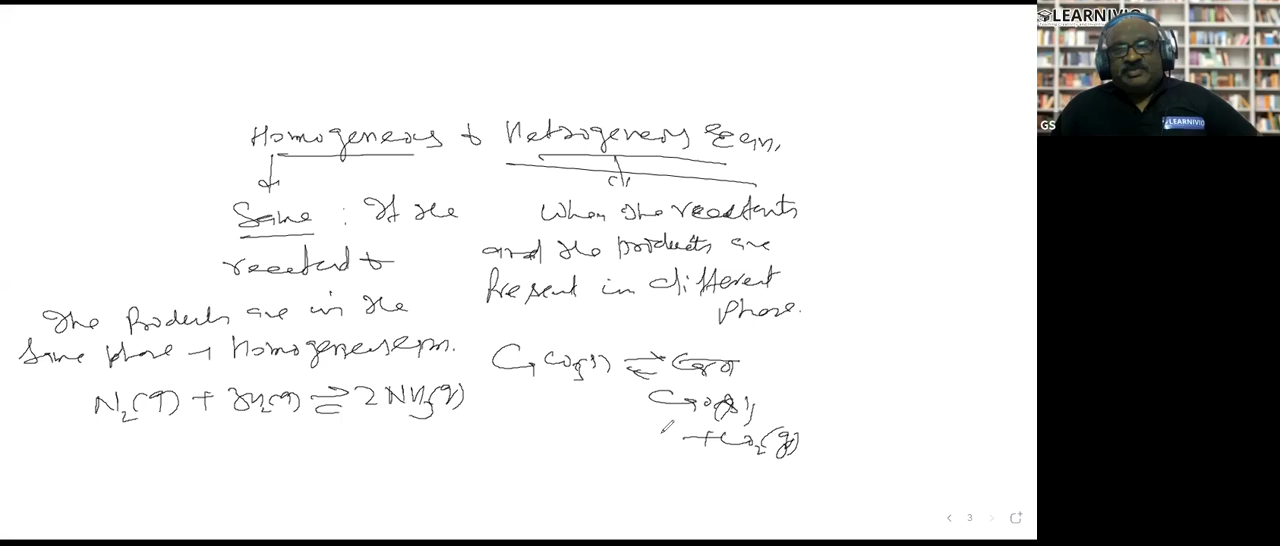 Homogeneous & Heterogeneous Eqm.
Same : If the
reactant &
the Products are in the
same phase → Homogeneous eqm.
N2(g) + 3H2(g) ⇌ 2NH3(g)
When the reactants
and the products are
Present in different
phase.
CaCO3(s) ⇌
CaO(s)
+CO2(g)
LEARNIVIO
LEARNIVIO
GS
3